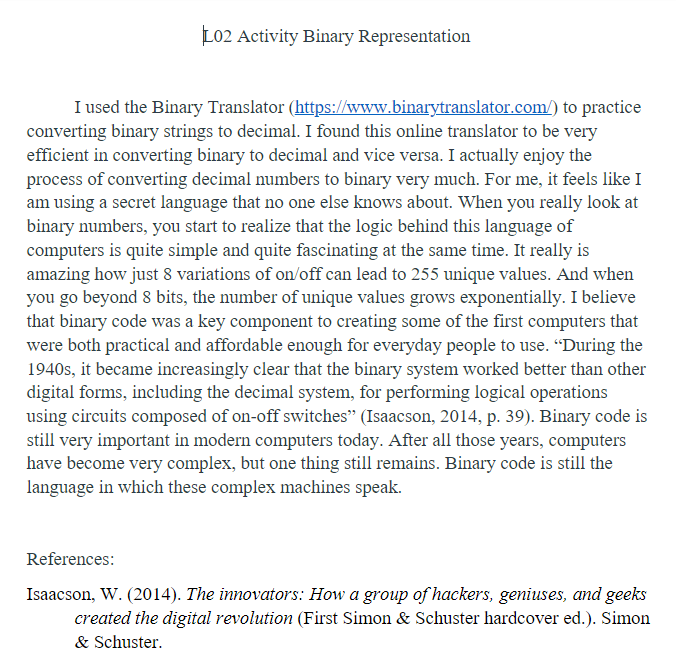 L02 Activity Binary Representation
I used the Binary Translator (https://www.binarytranslator.com/) to practice
converting binary strings to decimal. I found this online translator to be very
efficient in converting binary to decimal and vice versa. I actually enjoy the
process of converting decimal numbers to binary very much. For me, it feels like I
am using a secret language that no one else knows about. When you really look at
binary numbers, you start to realize that the logic behind this language of
computers is quite simple and quite fascinating at the same time. It really is
amazing how just 8 variations of on/off can lead to 255 unique values. And when
you go beyond 8 bits, the number of unique values grows exponentially. I believe
that binary code was a key component to creating some of the first computers that
were both practical and affordable enough for everyday people to use. “During the
1940s, it became increasingly clear that the binary system worked better than other
digital forms, including the decimal system, for performing logical operations
using circuits composed of on-off switches” (Isaacson, 2014, p. 39). Binary code is
still very important in modern computers today. After all those years, computers
have become very complex, but one thing still remains. Binary code is still the
language in which these complex machines speak.
References:
Isaacson, W. (2014). The innovators: How a group of hackers, geniuses, and geeks
created the digital revolution (First Simon & Schuster hardcover ed.). Simon
& Schuster.